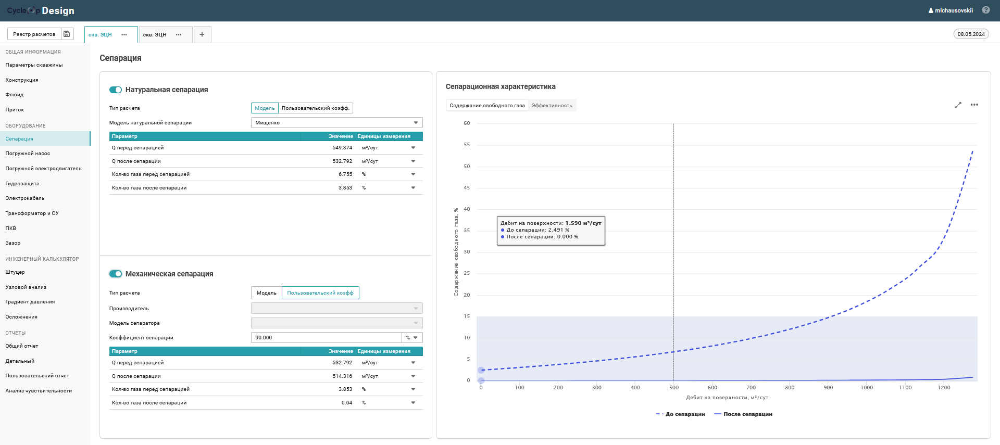 CycleOp Design
mlchausovskii
?
Реестр расчетов
скв. ЭЦН •••
скв. ЭЦН •••
+
08.05.2024
ОБЩАЯ ИНФОРМАЦИЯ
Параметры скважины
Конструкция
Флюид
Приток
ОБОРУДОВАНИЕ
Сепарация
Погружной насос
Погружной электродвигатель
Гидрозащита
Электрокабель
Трансформатор и СУ
ПКВ
Зазор
ИНЖЕНЕРНЫЙ КАЛЬКУЛЯТОР
Штуцер
Узловой анализ
Градиент давления
Осложнения
ОТЧЕТЫ
Общий отчет
Детальный
Пользовательский отчет
Анализ чувствительности
Сепарация
Натуральная сепарация
Тип расчета Модель Пользовательский коэфф.
Модель натуральной сепарации Мищенко
Параметр Значение Единицы измерения
Q перед сепарацией 549.374 м³/сут
Q после сепарации 532.792 м³/сут
Кол-во газа перед сепарацией 6.755 %
Кол-во газа после сепарации 3.853 %
Механическая сепарация
Тип расчета Модель Пользовательский коэфф
Производитель
Модель сепаратора
Коэффициент сепарации 90.000 %
Параметр Значение Единицы измерения
Q перед сепарацией 532.792 м³/сут
Q после сепарации 514.316 м³/сут
Кол-во газа перед сепарацией 3.853 %
Кол-во газа после сепарации 0.04 %
Сепарационная характеристика
Содержание свободного газа Эффективность
•••
Содержание свободного газа, %
60
55
50
45
40
35
30
25
20
15
10
5
0
Дебит на поверхности: 1.590 м³/сут
До сепарации: 2.491 %
После сепарации: 0.000 %
0 100 200 300 400 500 600 700 800 900 1000 1100 1200
Дебит на поверхности, м³/сут
До сепарации После сепарации